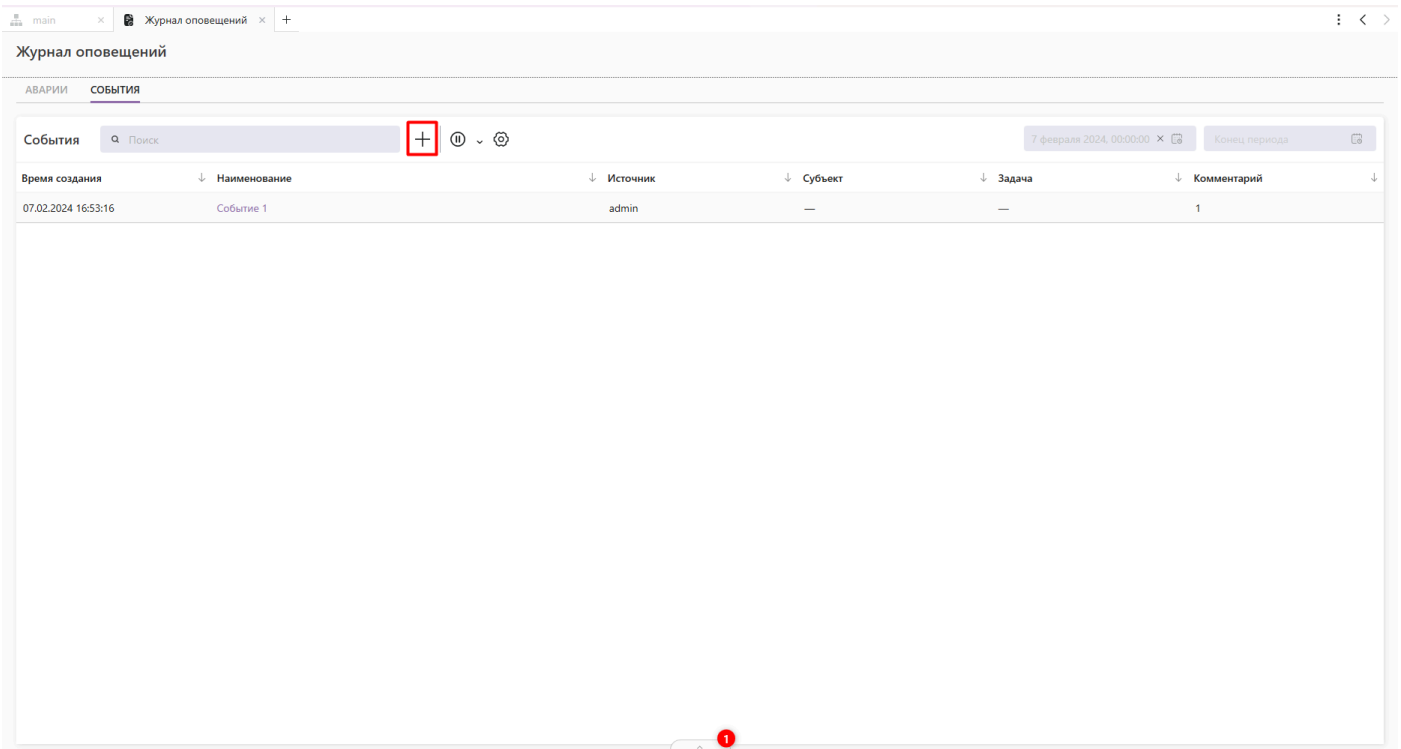 main
Журнал оповещений
Журнал оповещений
АВАРИИ СОБЫТИЯ
События Поиск 7 февраля 2024, 00:00:00 Конец периода
Время создания Наименование Источник Субъект Задача Комментарий
07.02.2024 16:53:16 Событие 1 admin — — 1
1